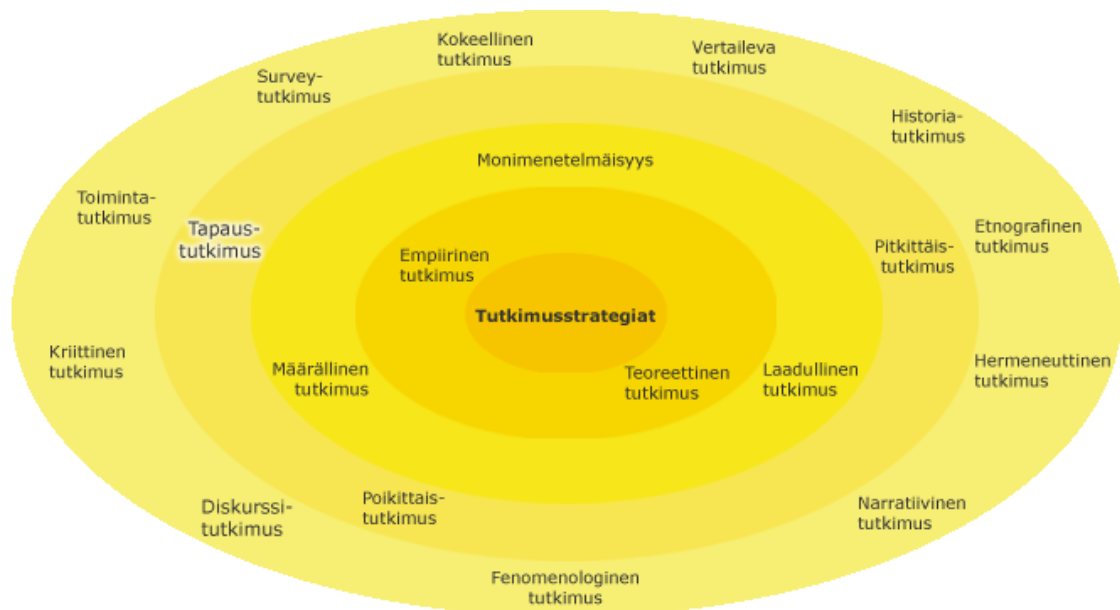 Kokeellinen
tutkimus
Vertaileva
tutkimus
Survey-
tutkimus
Historia-
tutkimus
Monimenetelmäisyys
Toiminta-
tutkimus
Tapaus-
tutkimus
Etnografinen
tutkimus
Pitkittäis-
tutkimus
Empiirinen
tutkimus
Tutkimusstrategiat
Kriittinen
tutkimus
Määrällinen
tutkimus
Teoreettinen
tutkimus
Laadullinen
tutkimus
Hermeneuttinen
tutkimus
Diskurssi-
tutkimus
Poikittais-
tutkimus
Narratiivinen
tutkimus
Fenomenologinen
tutkimus